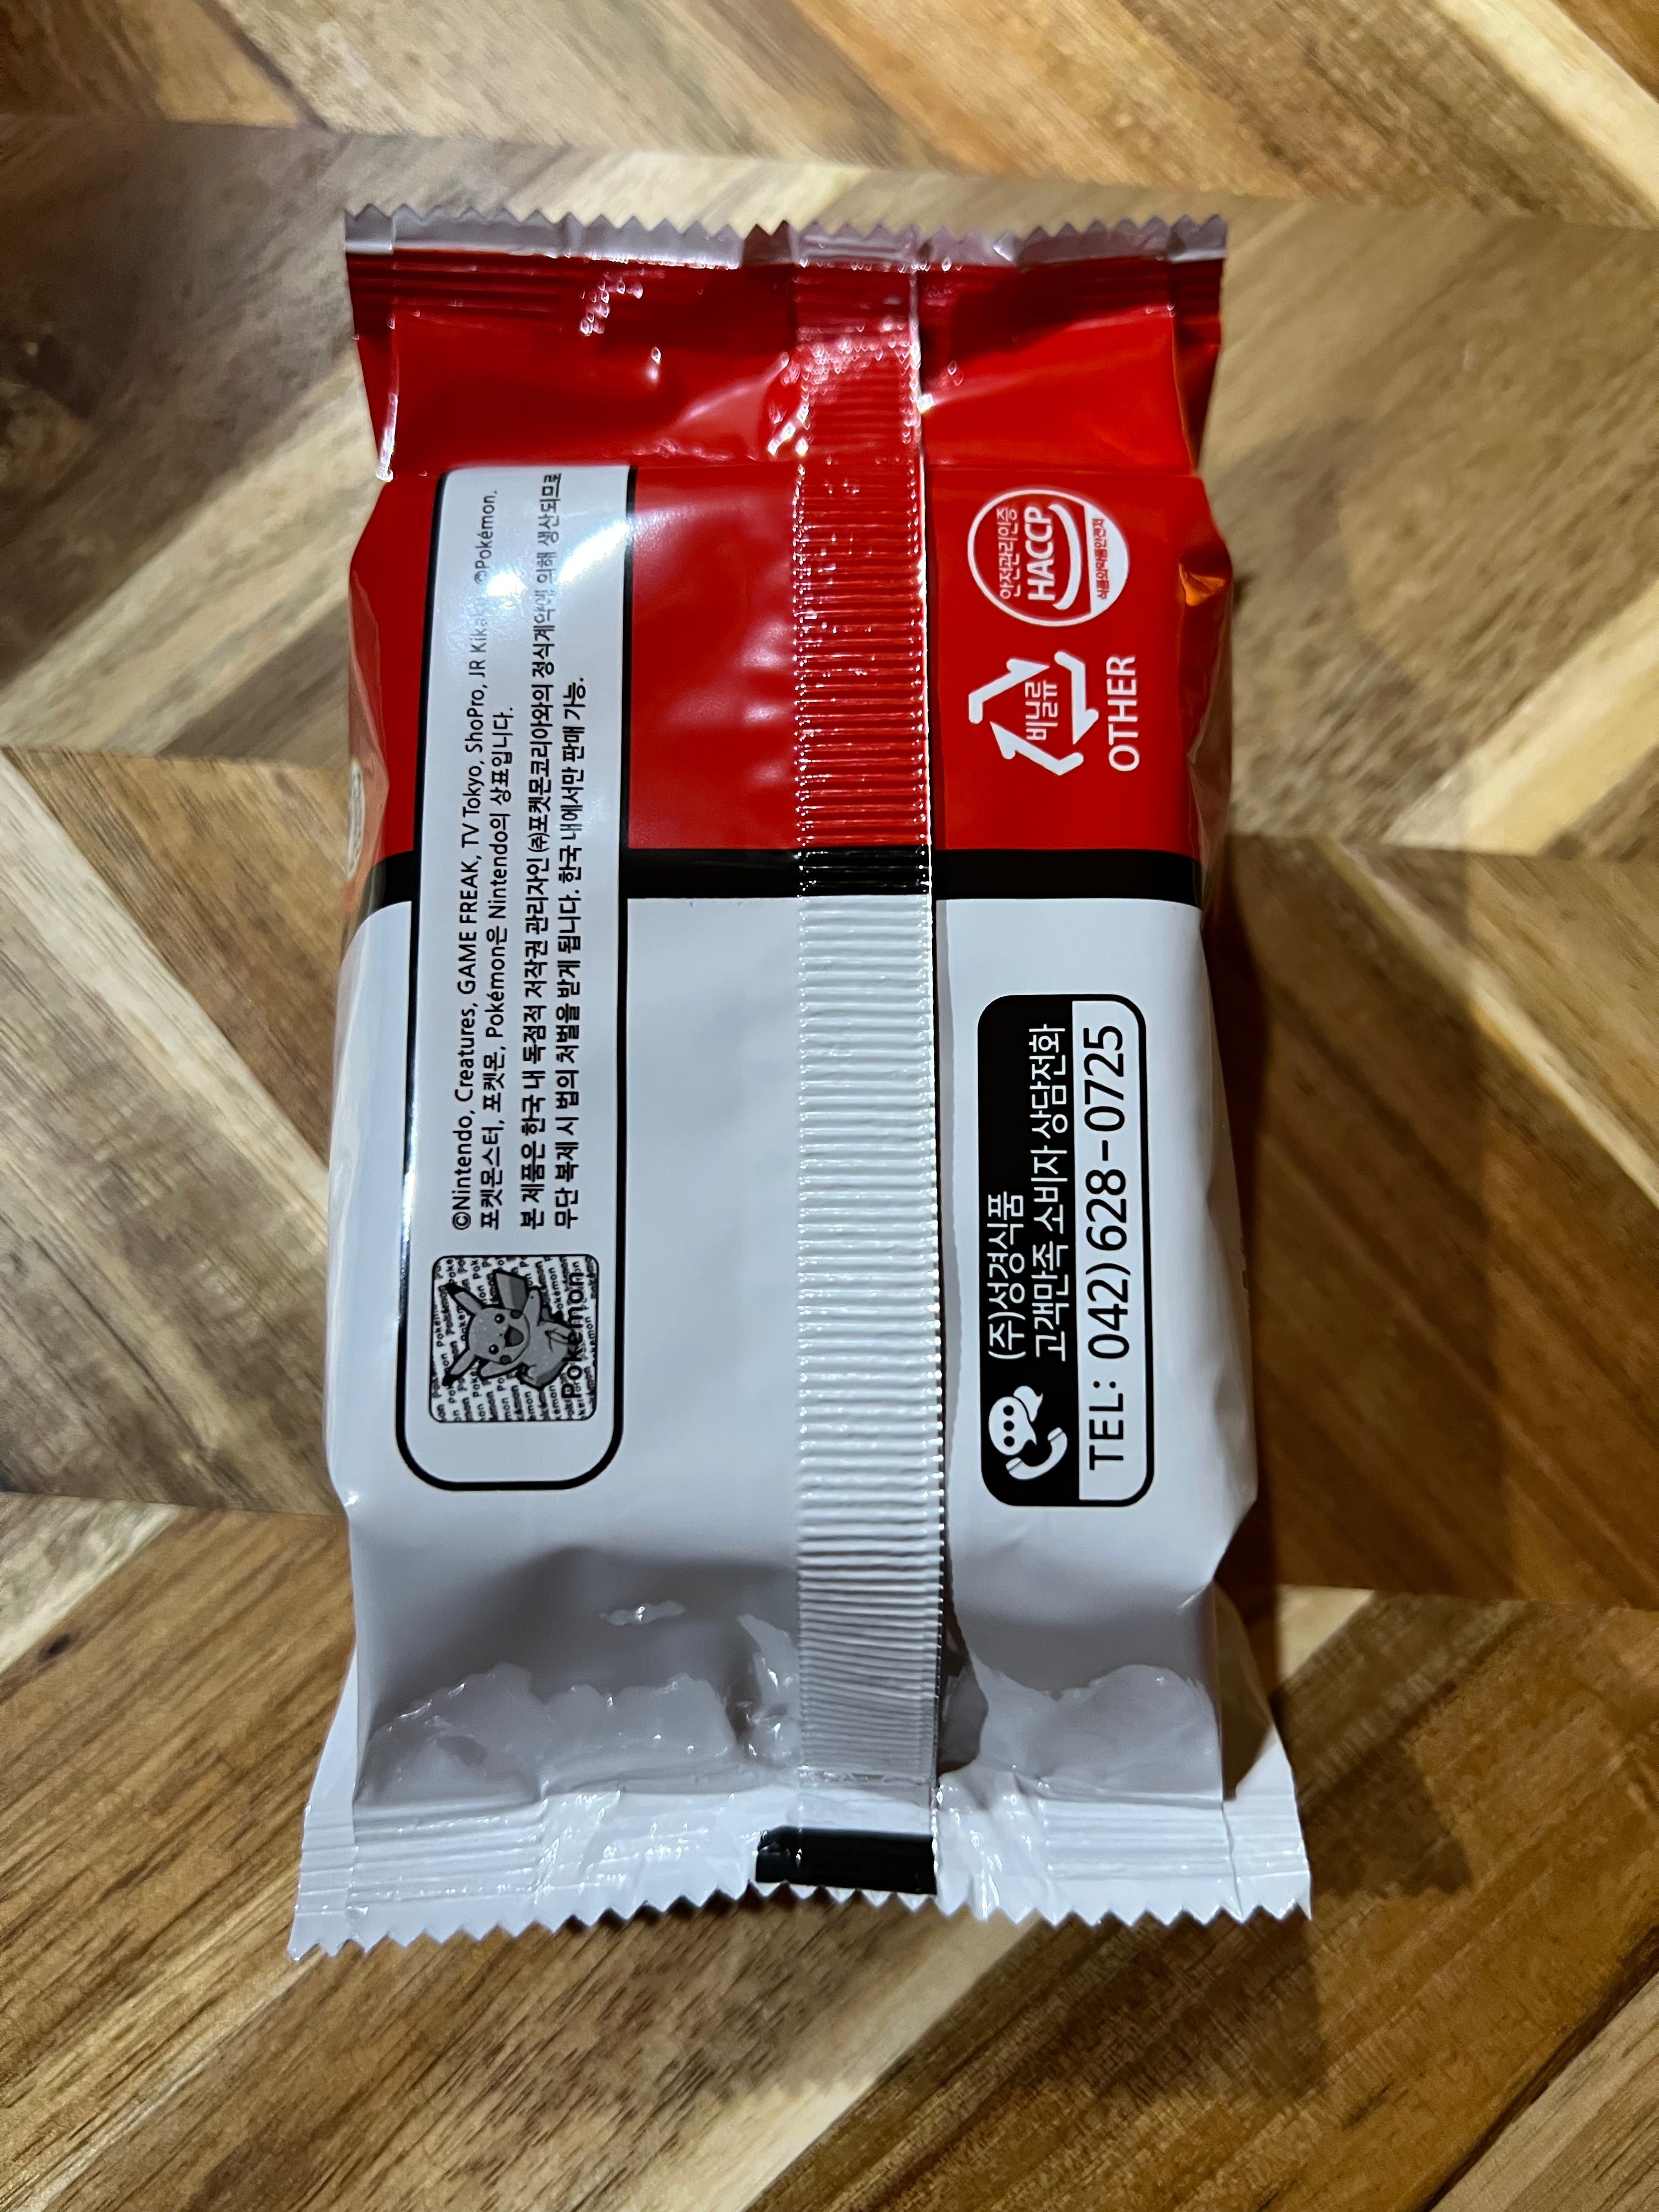 ©Nintendo, Creatures, GAME FREAK, TV Tokyo, ShoPro, JR Kikaku. ©Pokémon.
포켓몬스터, 포켓몬, Pokémon은 Nintendo의 상표입니다.
본 제품은 한국 내 독점적 저작권 관리자인 ㈜포켓몬코리아와의 정식계약에 의해 생산되므로
무단 복제 시 법의 처벌을 받게 됩니다. 한국 내에서만 판매 가능.
Pokémon
(주)성경식품
고객만족 소비자 상담전화
TEL: 042)628-0725
비닐류
OTHER
안전관리인증
HACCP
식품의약품안전처